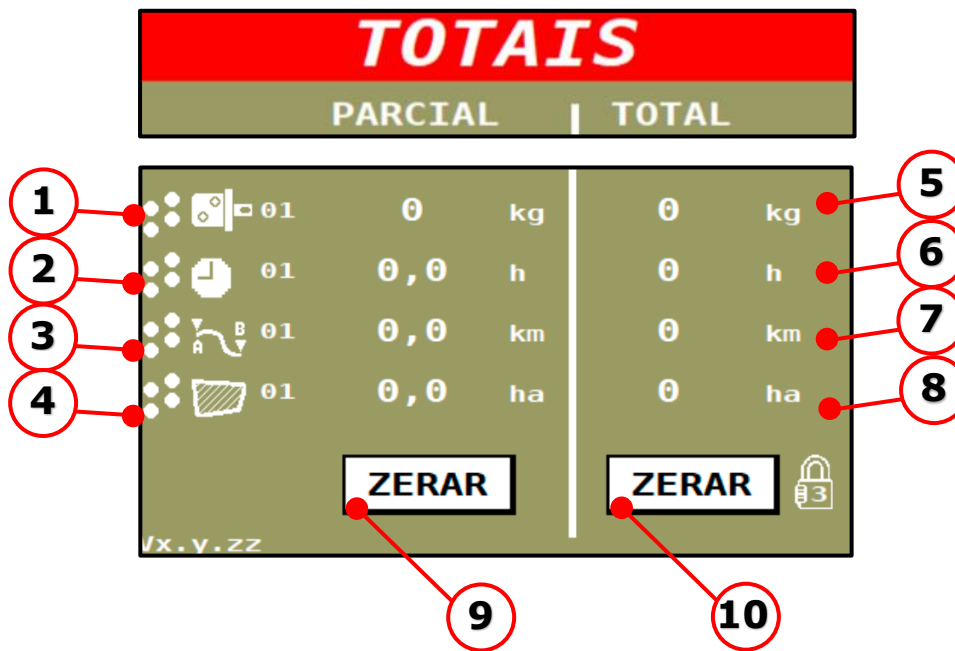 TOTAIS
PARCIAL TOTAL
1 01 0 kg 0 kg 5
2 01 0,0 h 0 h 6
3 A B 01 0,0 km 0 km 7
4 01 0,0 ha 0 ha 8
ZERAR ZERAR 3
Vx.y.zz
9 10